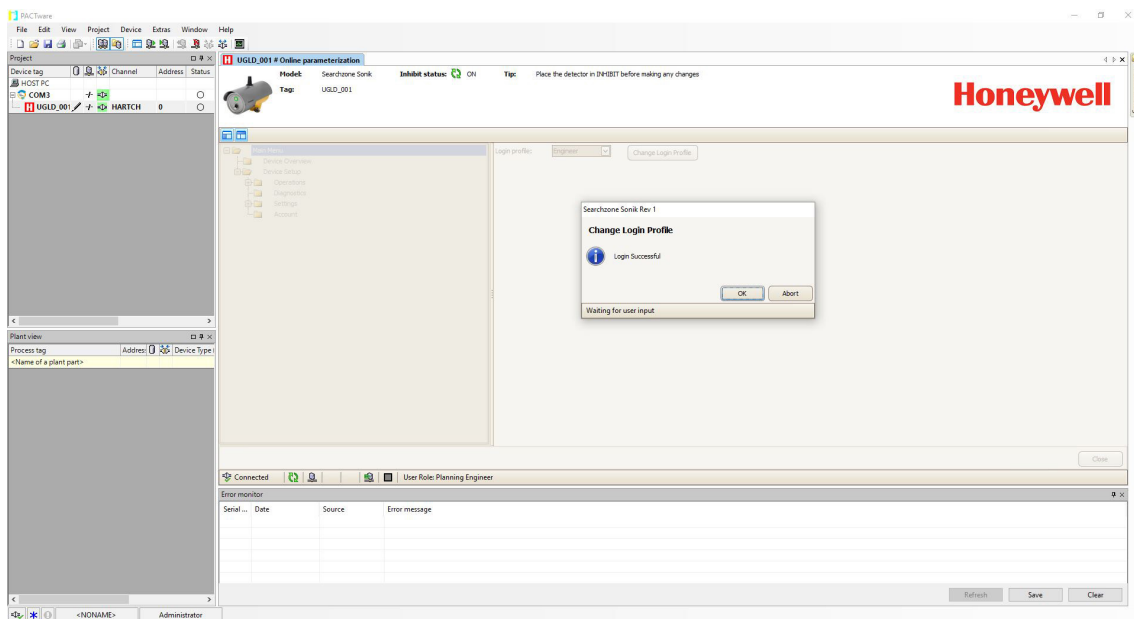 PACTware
File Edit View Project Device Extras Window Help
Project
Device tag Channel Address Status
HOST PC
COM3
UGLD_001 HARTCH 0
Plant view
Process tag Address Device Type (
<Name of a plant part>
UGLD_001 # Online parameterization
Model: Searchzone Sonik Inhibit status: ON Tip: Place the detector in INHIBIT before making any changes
Tag: UGLD_001
Honeywell
Main Menu
Device Overview
Device Setup
Operations
Diagnostics
Settings
Account
Login profile: Engineer Change Login Profile
Searchzone Sonik Rev 1
Change Login Profile
Login Successful
OK Abort
Waiting for user input
Close
Connected User Role: Planning Engineer
Error monitor
Serial ... Date Source Error message
Refresh Save Clear
<NONAME> Administrator